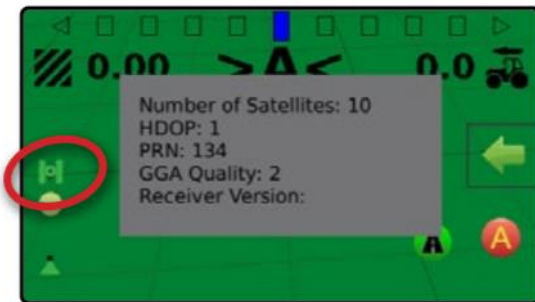 0.00 >A< 0.0
Number of Satellites: 10
HDOP: 1
PRN: 134
GGA Quality: 2
Receiver Version:
A